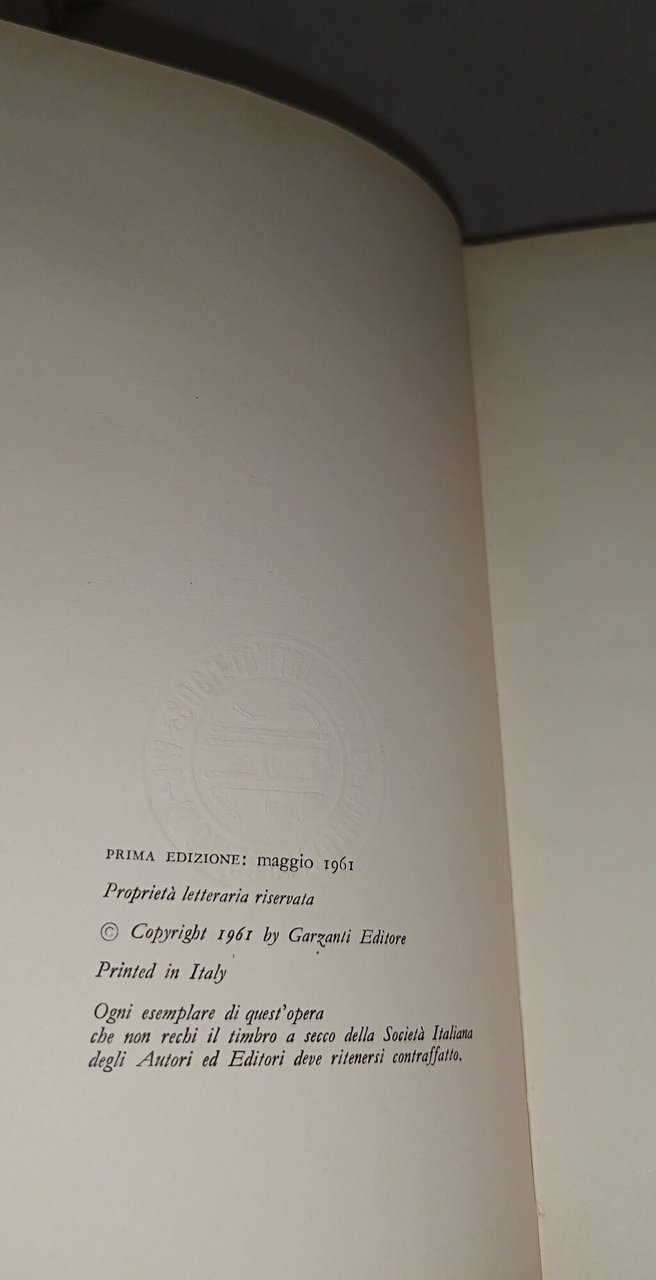 PRIMA EDIZIONE: maggio 1961
Proprietà letteraria riservata
© Copyright 1961 by Garzanti Editore
Printed in Italy
Ogni esemplare di quest'opera
che non rechi il timbro a secco della Società Italiana
degli Autori ed Editori deve ritenersi contraffatto.